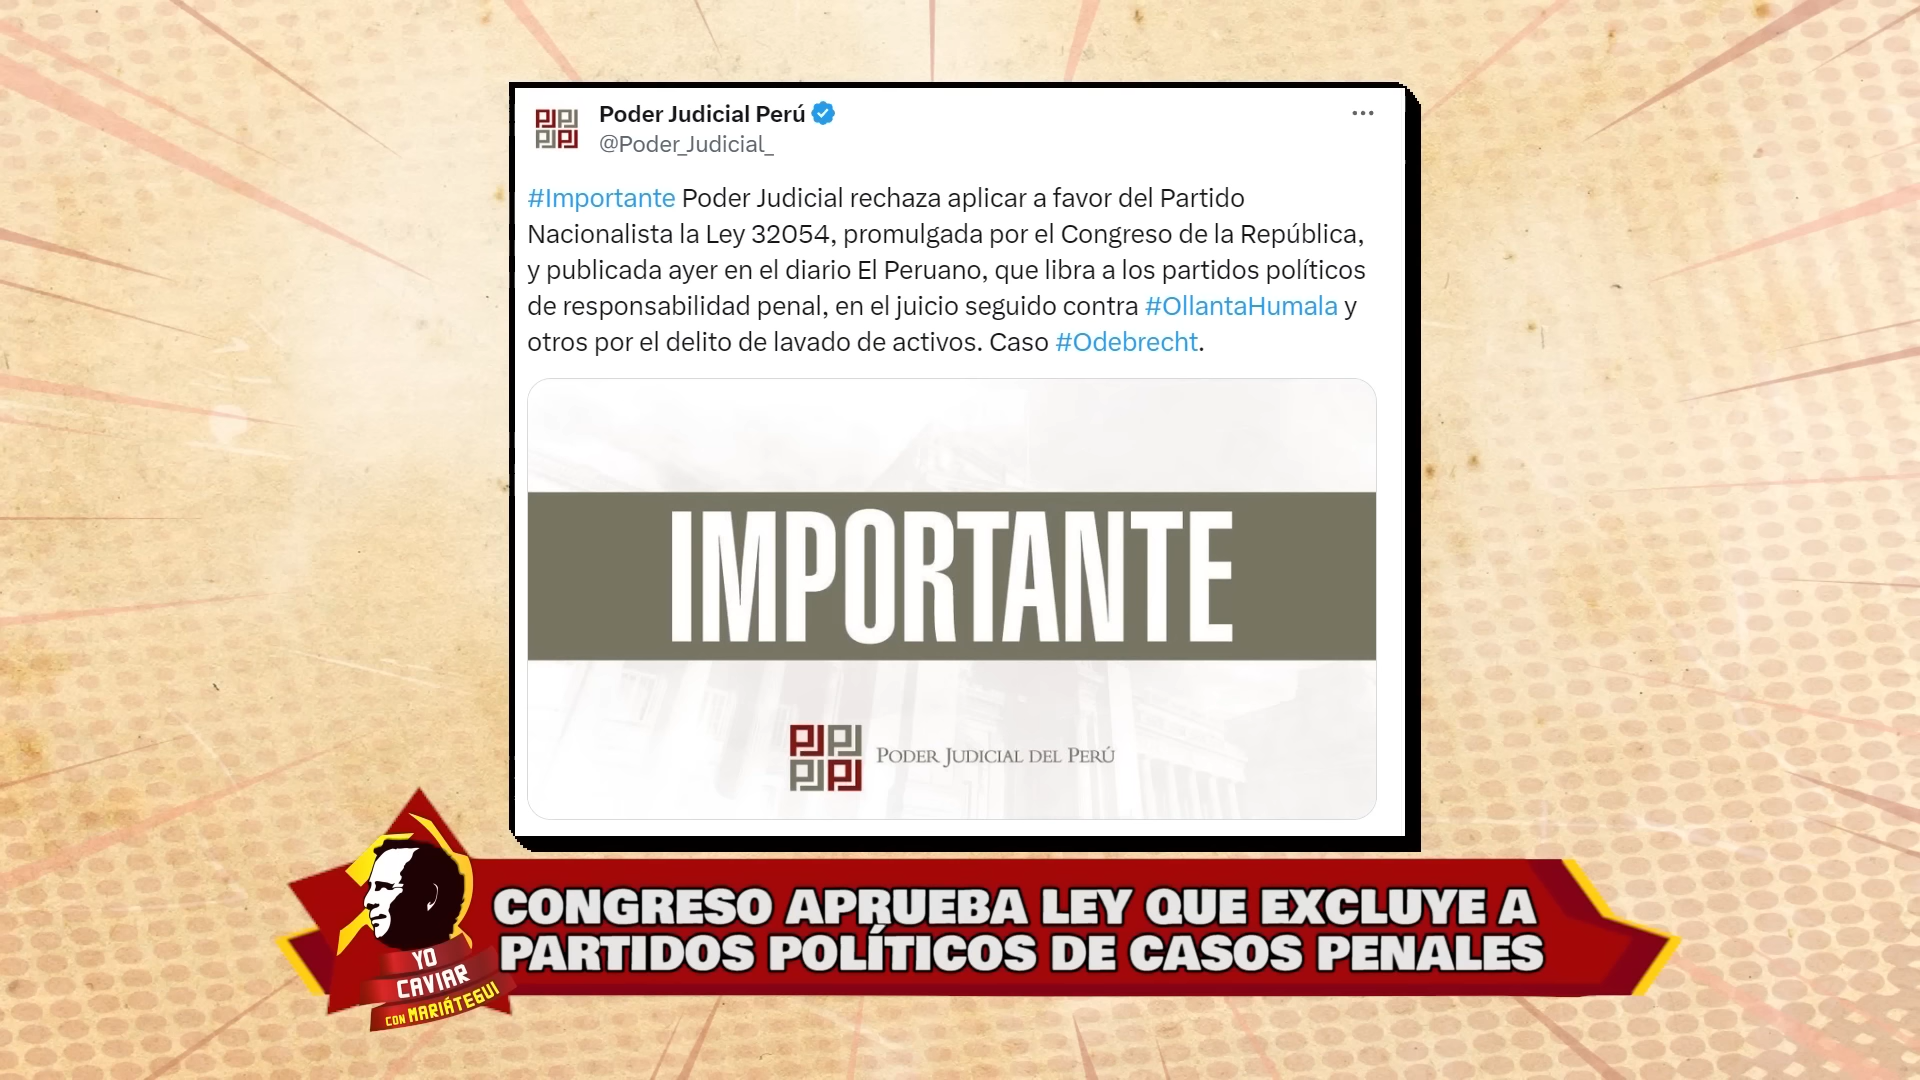 Poder Judicial Perú
@Poder_Judicial_
#Importante Poder Judicial rechaza aplicar a favor del Partido
Nacionalista la Ley 32054, promulgada por el Congreso de la República,
y publicada ayer en el diario El Peruano, que libra a los partidos políticos
de responsabilidad penal, en el juicio seguido contra #OllantaHumala y
otros por el delito de lavado de activos. Caso #Odebrecht.
IMPORTANTE
PODER JUDICIAL DEL PERÚ
CONGRESO APRUEBA LEY QUE EXCLUYE A
PARTIDOS POLÍTICOS DE CASOS PENALES
YO
CAVIAR
CON MARIÁTEGUI